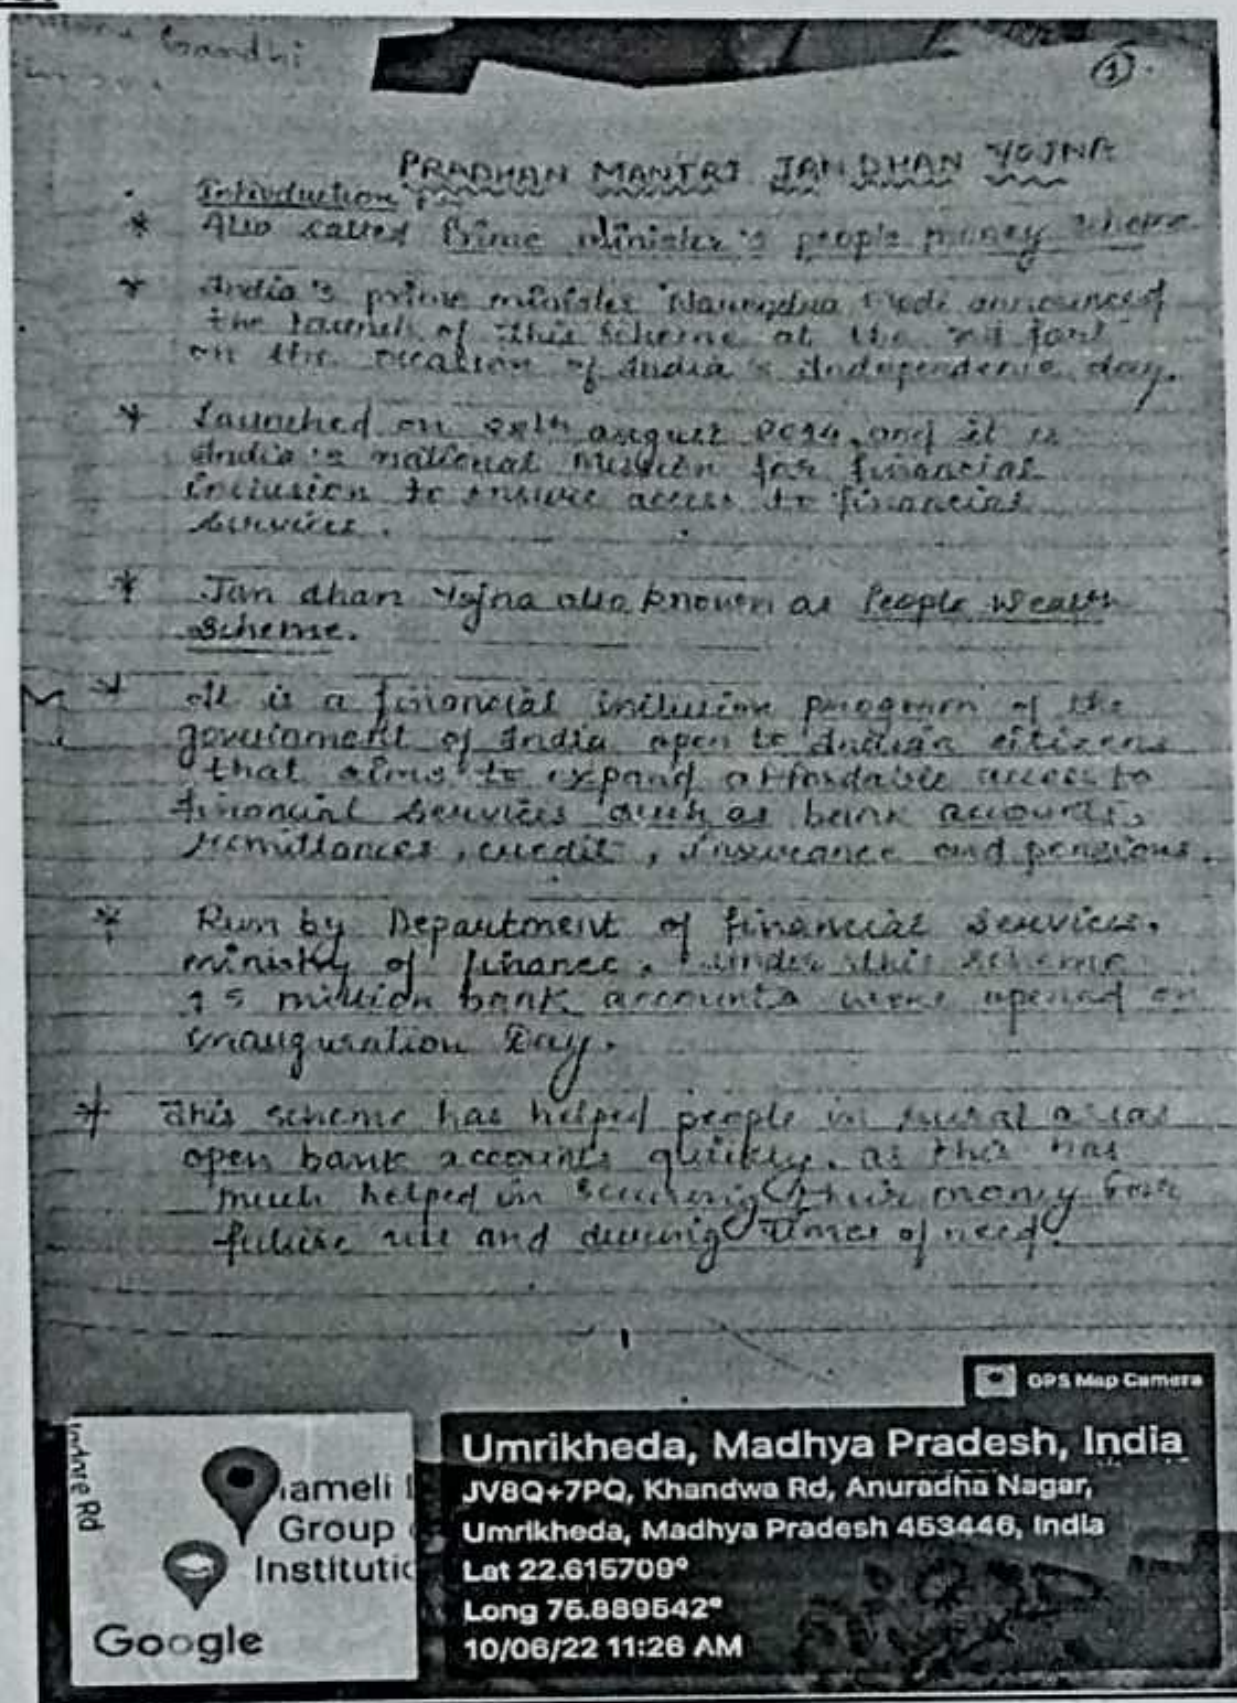 Gandhi
①
PRADHAN MANTRI JAN DHAN YOJNA
Introduction
* Also called Prime Minister's people money scheme
* India's prime minister Narendra Modi announced
the launch of this scheme at the red fort
on the occasion of India's Independence day.
* Launched on 28th august 2014, and it is
India's national Mission for financial
inclusion to ensure access to financial
services.
* Jan dhan Yojna also known as People Wealth
Scheme.
* It is a financial inclusion program of the
government of India open to Indian citizens
that aims to expand affordable access to
financial services such as bank accounts,
remittances, credit, insurance and pensions.
* Run by Department of financial services.
ministry of finance. under this scheme
15 million bank accounts were opened on
inauguration Day.
* This scheme has helped people in rural areas
open bank accounts quickly. as this has
much helped in securing their money for
future use and during times of need.
GPS Map Camera
Indore Rd
iameli
Group
Institutio
Google
Umrikheda, Madhya Pradesh, India
JV8Q+7PQ, Khandwa Rd, Anuradha Nagar,
Umrikheda, Madhya Pradesh 453446, India
Lat 22.615709°
Long 75.889542°
10/06/22 11:26 AM